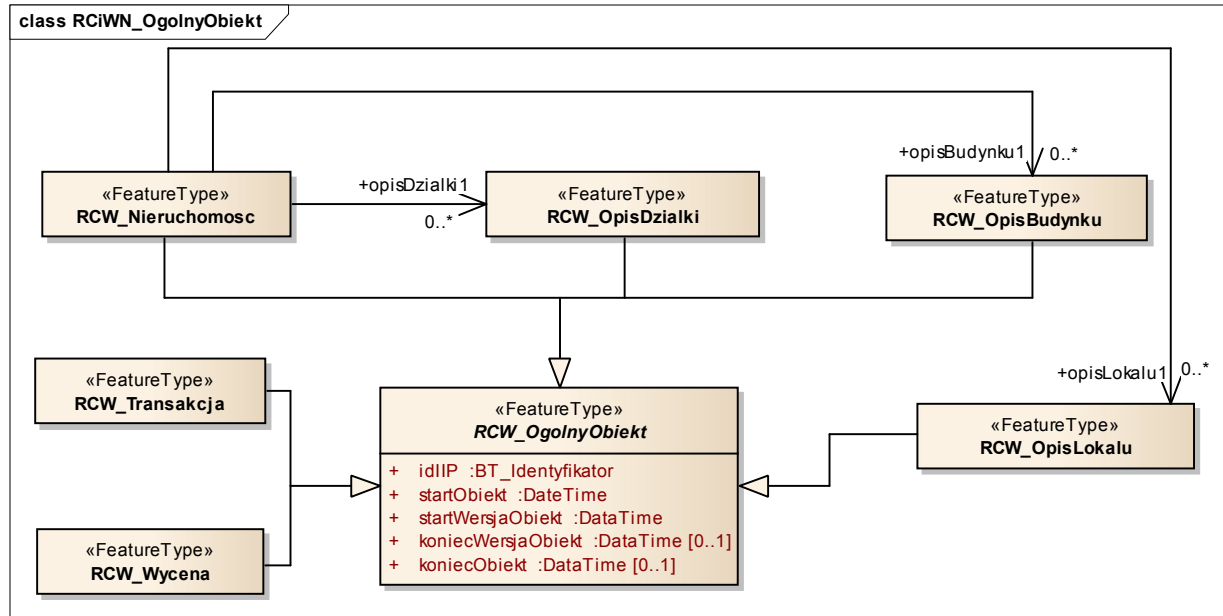 class RCiWN_OgolnyObiekt
+opisBudynku1
0..*
«FeatureType»
RCW_Nieruchomosc
+opisDzialki1
0..*
«FeatureType»
RCW_OpisDzialki
«FeatureType»
RCW_OpisBudynku
«FeatureType»
RCW_Transakcja
+opisLokalu1
0..*
«FeatureType»
RCW_OgolnyObiekt
«FeatureType»
RCW_OpisLokalu
+ idIIP :BT_Identyfikator
+ startObiekt :DateTime
+ startWersjaObiekt :DataTime
+ koniecWersjaObiekt :DataTime [0..1]
+ koniecObiekt :DataTime [0..1]
«FeatureType»
RCW_Wycena